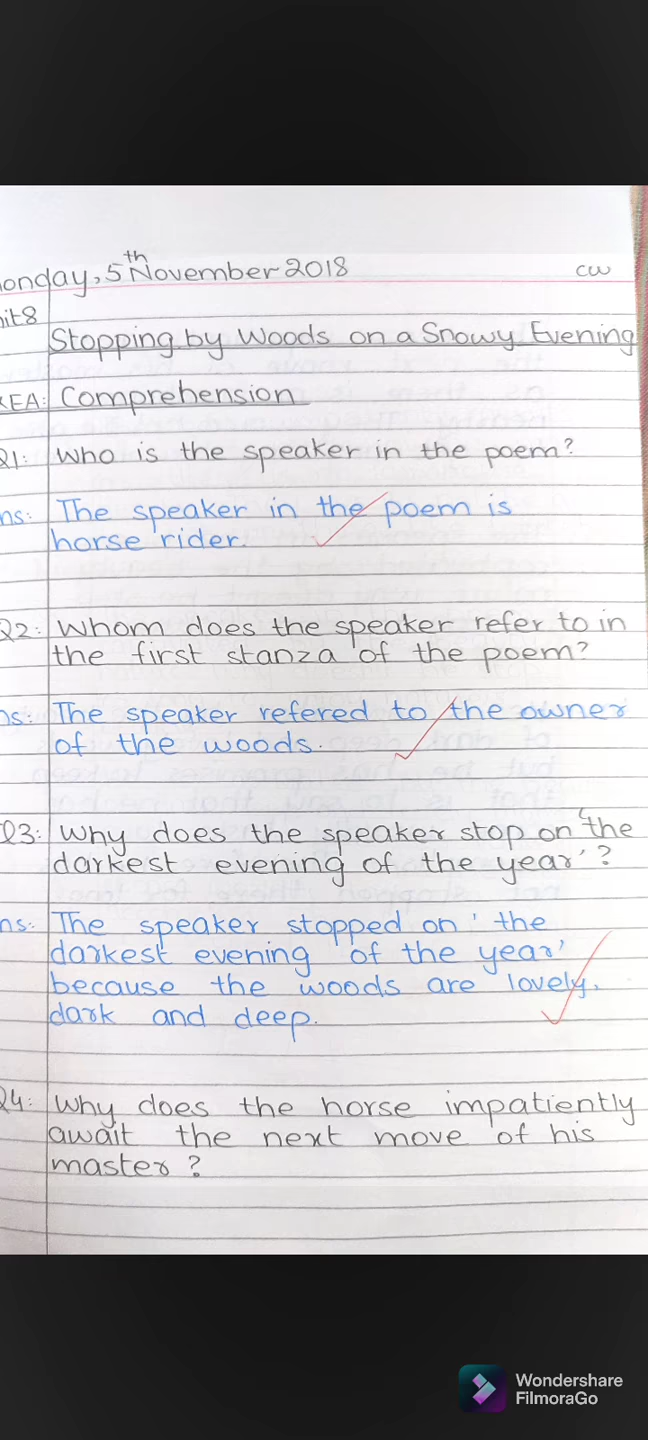 onday, 5th November 2018 CW
nit8
Stopping by Woods on a Snowy Evening
EA: Comprehension
Q1: Who is the speaker in the poem?
ns: The speaker in the poem is
horse rider.
Q2: Whom does the speaker refer to in
the first stanza of the poem?
ns: The speaker refered to the owner
of the woods.
Q3: Why does the speaker stop on 'the
darkest evening of the year'?
ns: The speaker stopped on 'the
darkest evening of the year'
because the woods are lovely,
dark and deep.
Q4: Why does the horse impatiently
await the next move of his
master?
Wondershare
FilmoraGo